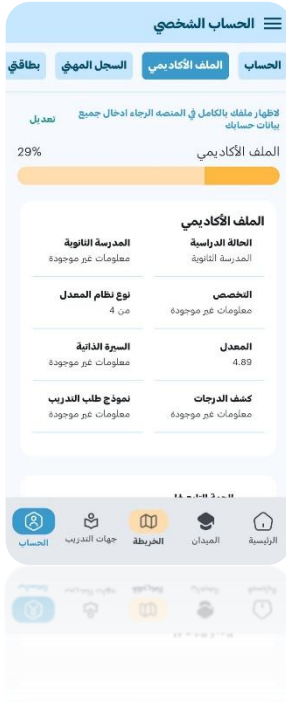 الحساب الشخصي
الحساب
الملف الأكاديمي
السجل المهني
بطاقتي
لاظهار ملفك بالكامل في المنصه الرجاء ادخال جميع
بيانات حسابك
تعديل
الملف الأكاديمي
29%
الملف الأكاديمي
الحالة الدراسية
المدرسة الثانوية
المدرسة الثانوية
معلومات غير موجودة
التخصص
معلومات غير موجودة
نوع نظام المعدل
من 4
المعدل
4.89
السيرة الذاتية
معلومات غير موجودة
كشف الدرجات
معلومات غير موجودة
نموذج طلب التدريب
معلومات غير موجودة
الرئيسية
الميدان
الخريطة
جهات التدريب
الحساب